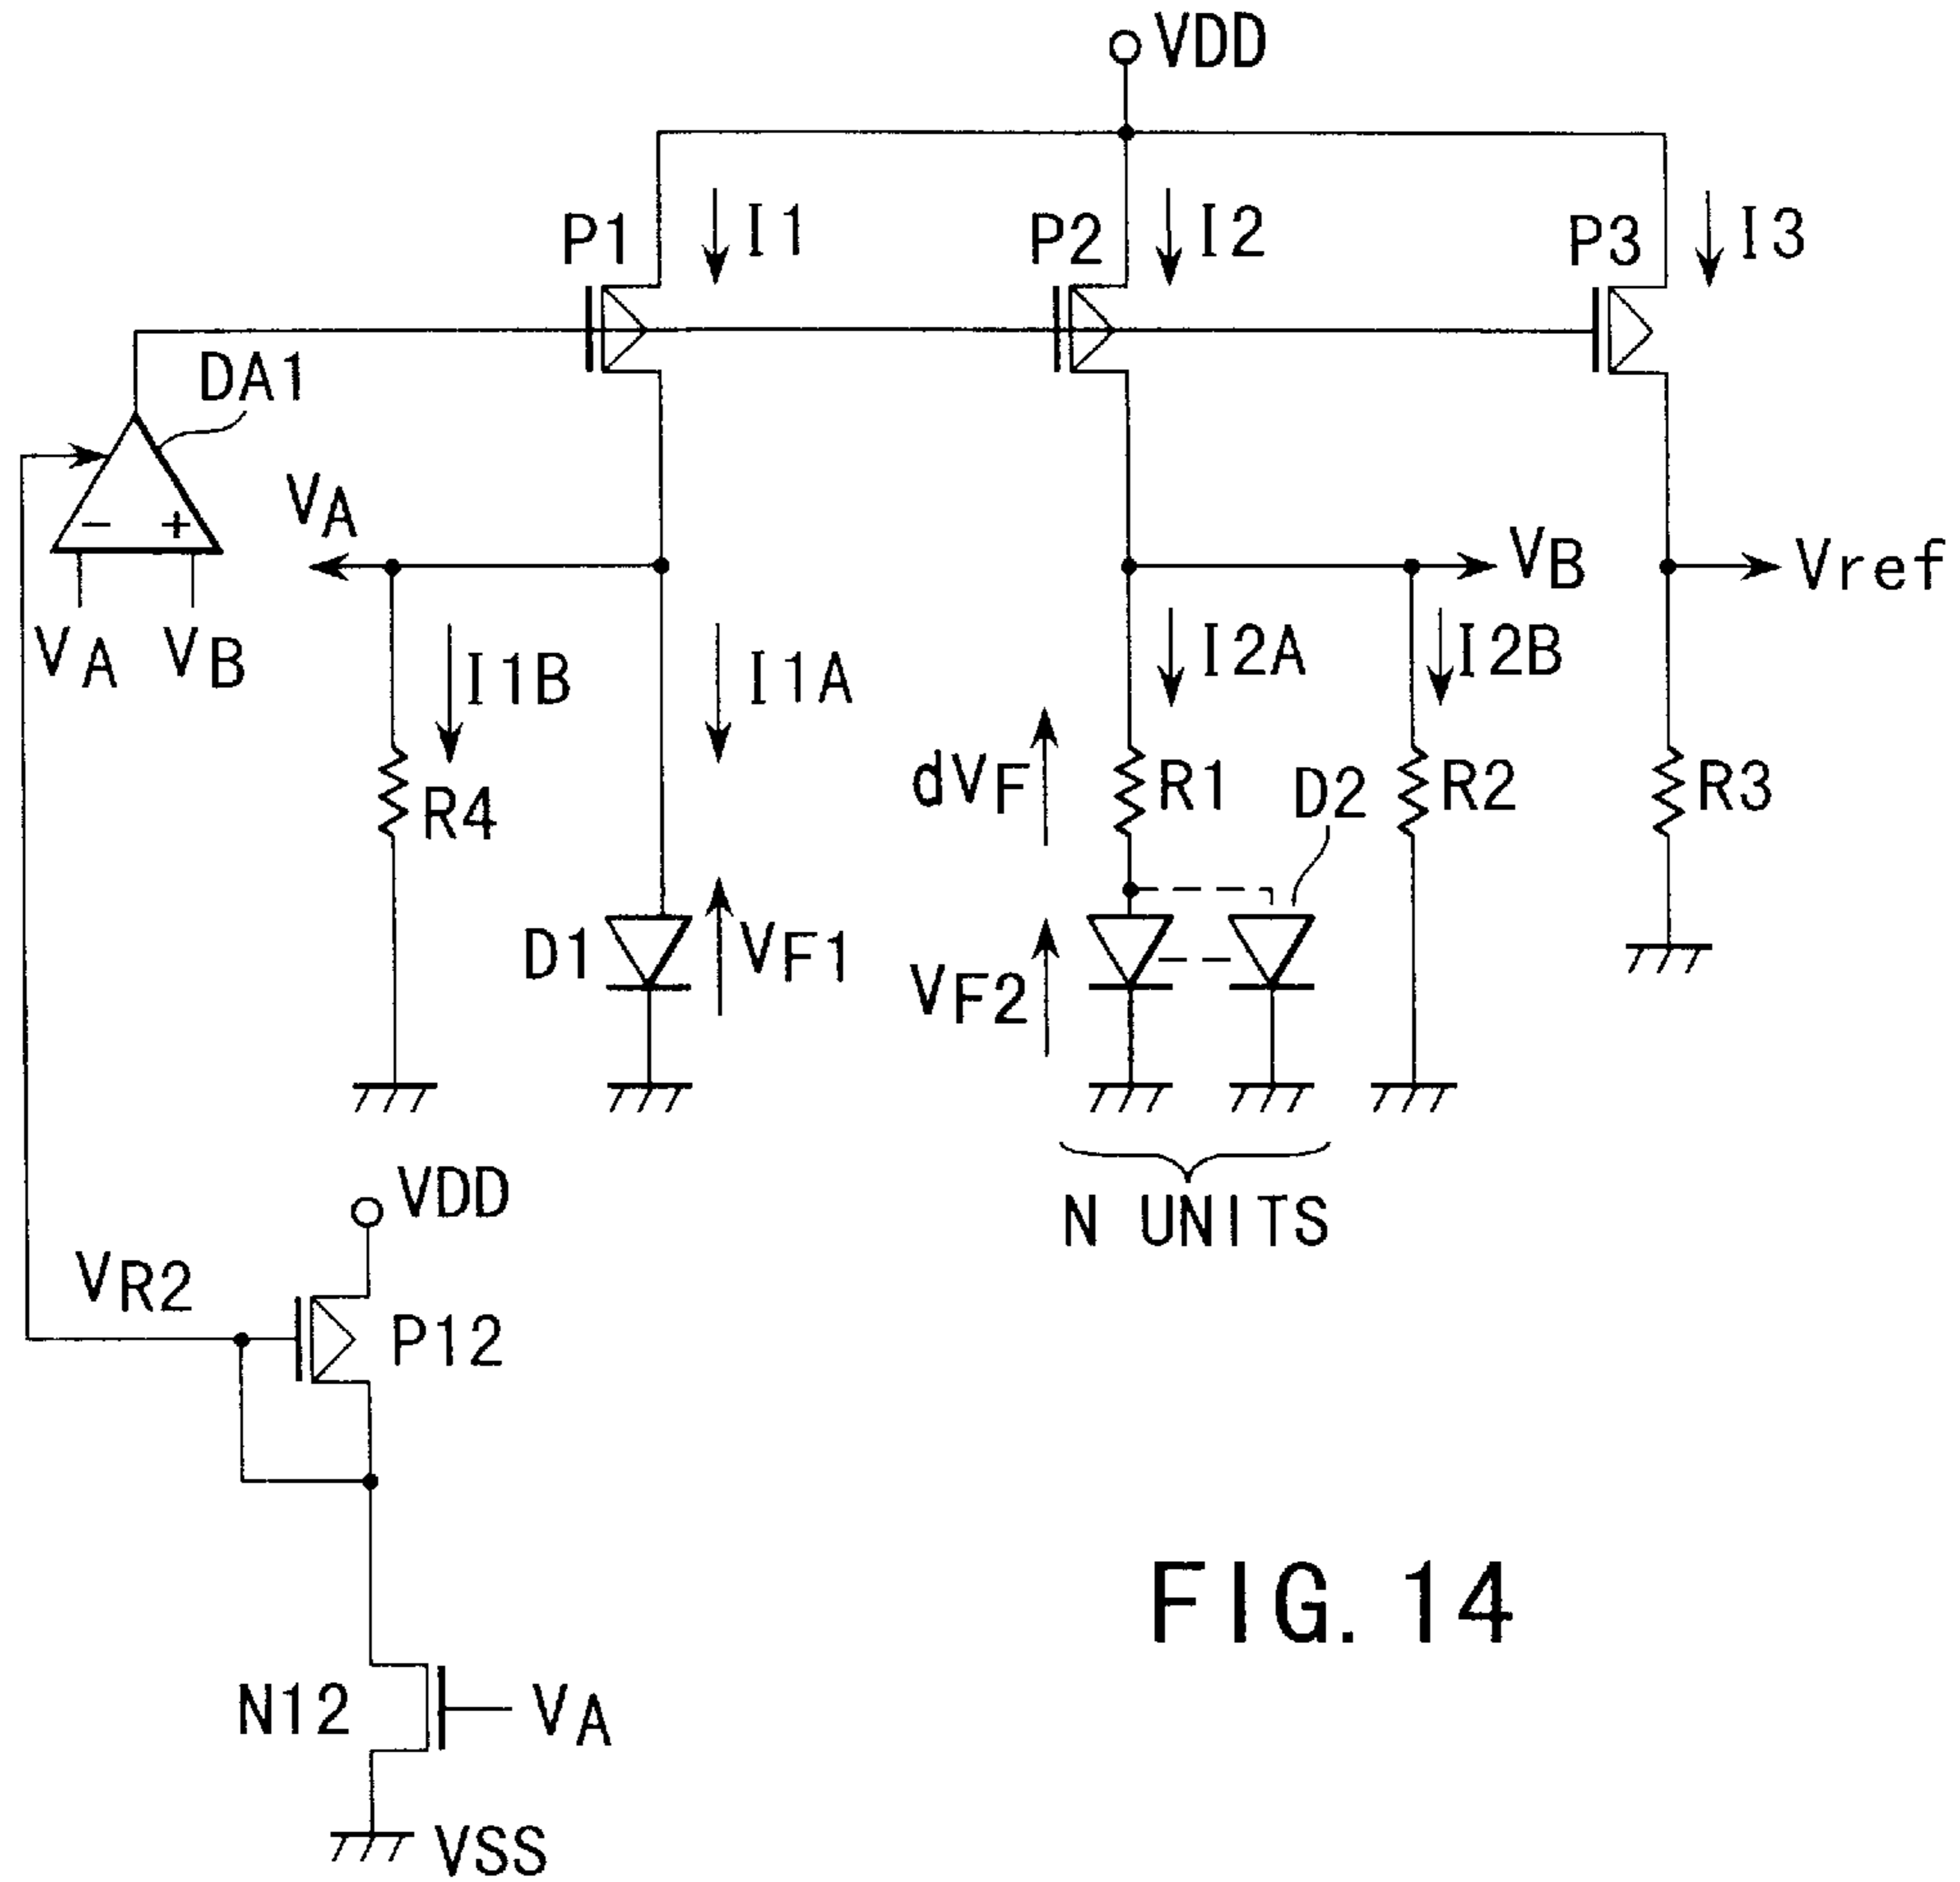 VDD
P1
I1
P2
I2
P3
I3
DA1
VA
VB
Vref
- +
VA VB
I1B
I1A
I2A
I2B
dVF
R1
D2
R2
R3
R4
D1
VF1
VF2
VDD
N UNITS
VR2
P12
FIG. 14
N12
VA
VSS